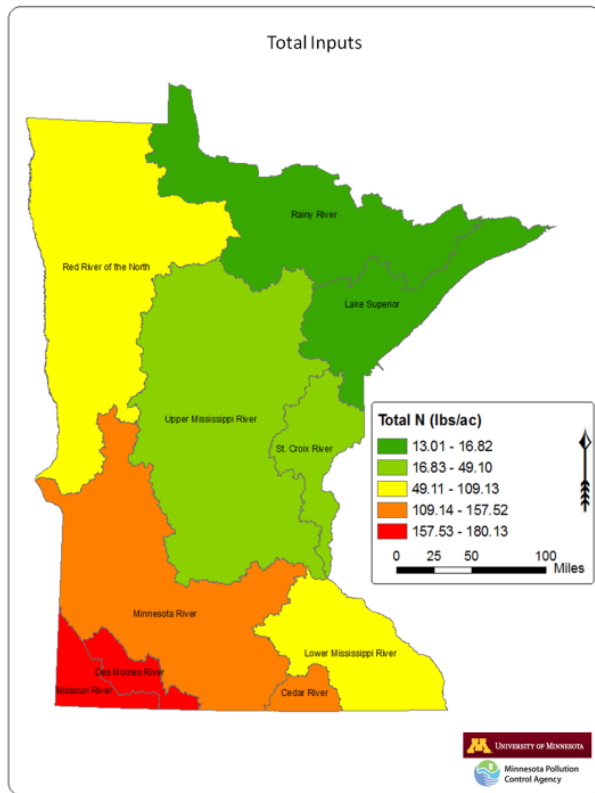 Total Inputs
Rainy River
Red River of the North
Lake Superior
Upper Mississippi River
St. Croix River
Total N (lbs/ac)
13.01 - 16.82
16.83 - 49.10
49.11 - 109.13
109.14 - 157.52
157.53 - 180.13
0 25 50 100
Miles
Minnesota River
Lower Mississippi River
Des Moines River
Missouri River
Cedar River
M UNIVERSITY OF MINNESOTA
Minnesota Pollution
Control Agency